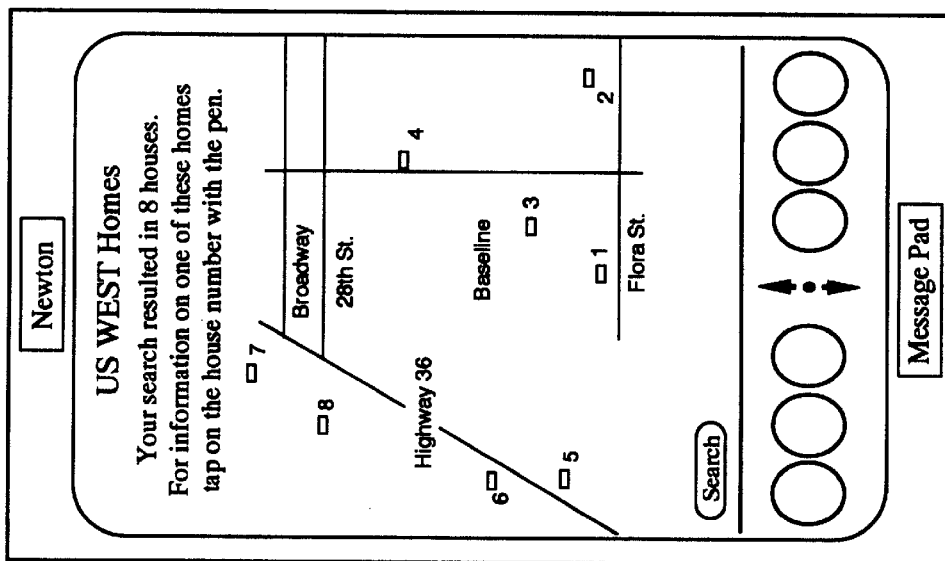 Newton
US WEST Homes
Your search resulted in 8 houses.
For information on one of these homes
tap on the house number with the pen.
7
Broadway
8
28th St.
4
Highway 36
Baseline
6
3
5
1
2
Flora St.
Search
Message Pad